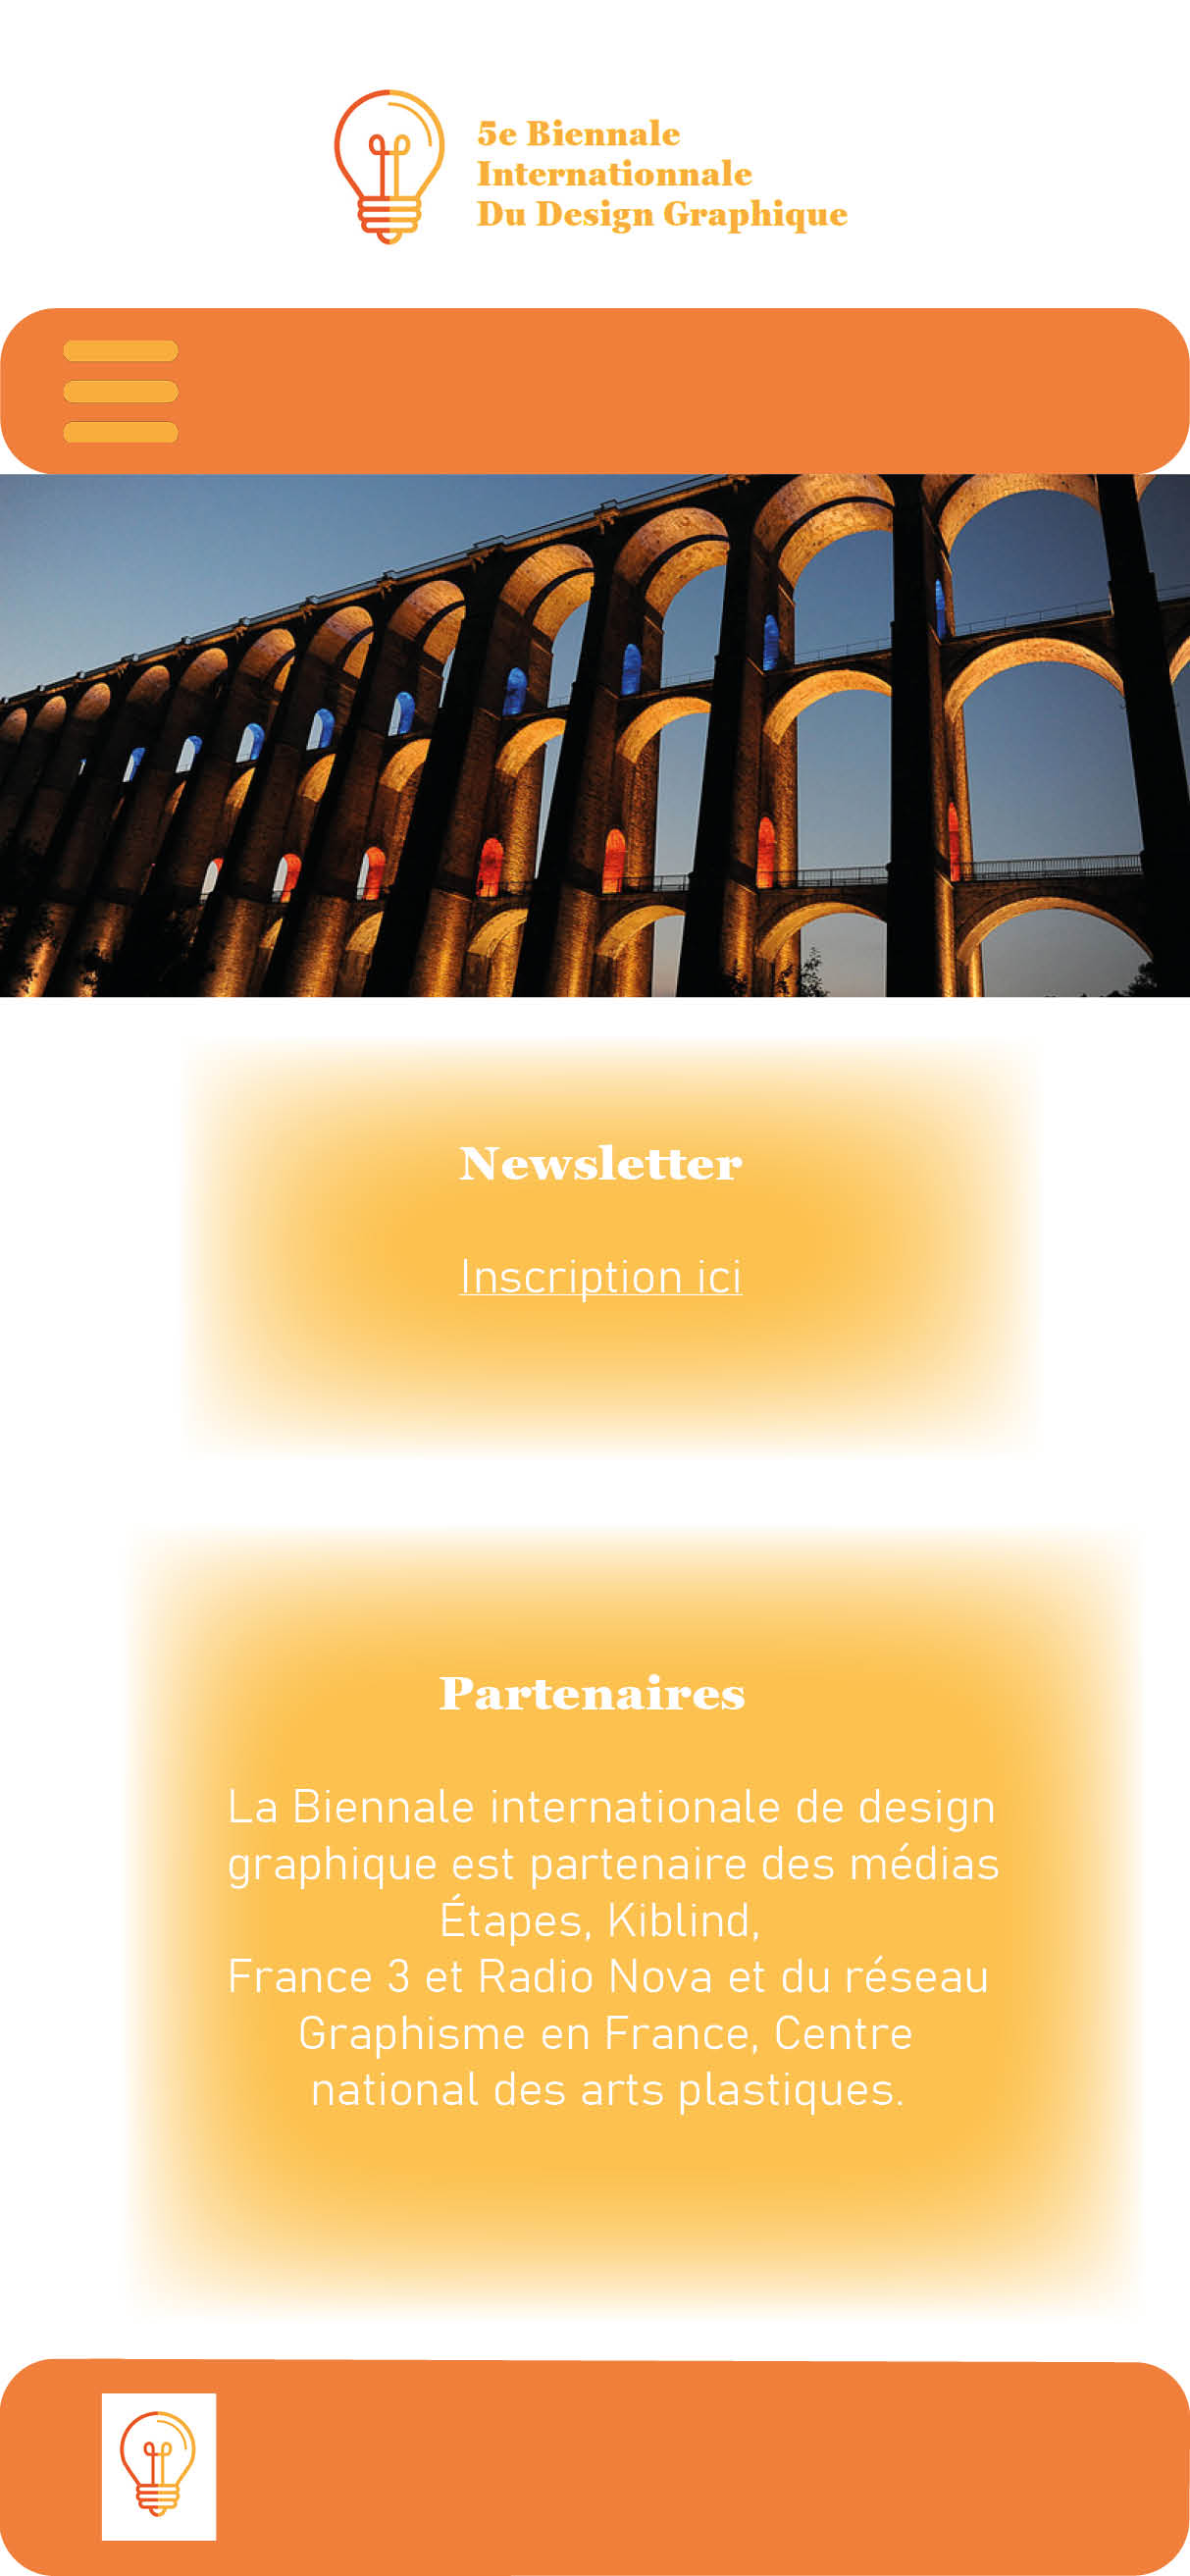 5e Biennale
Internationnale
Du Design Graphique
Newsletter
Inscription ici
Partenaires
La Biennale internationale de design
graphique est partenaire des médias
Étapes, Kiblind,
France 3 et Radio Nova et du réseau
Graphisme en France, Centre
national des arts plastiques.